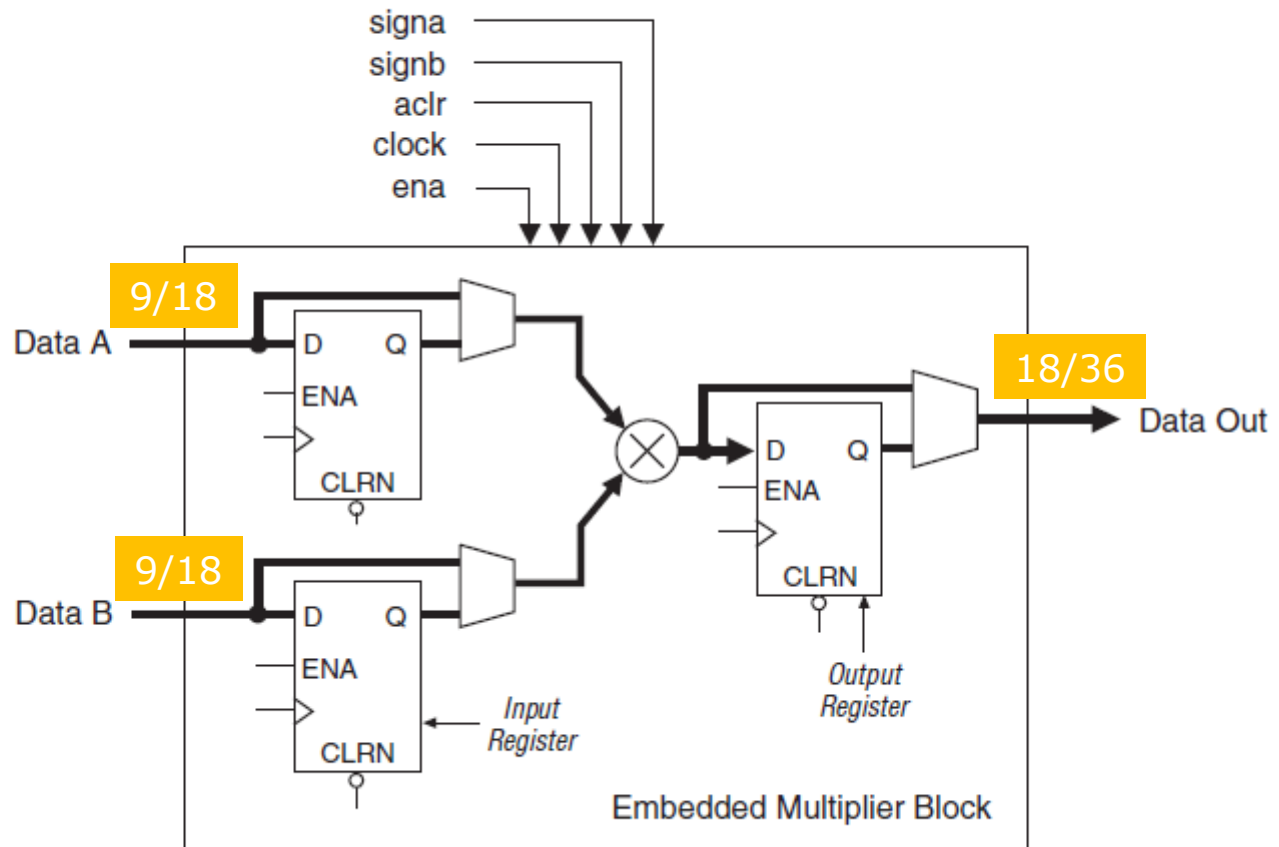 signa
signb
aclr
clock
ena
9/18
Data A
D Q
ENA
CLRN
18/36
Data Out
D Q
ENA
CLRN
Output
Register
9/18
Data B
D Q
ENA
CLRN
Input
Register
Embedded Multiplier Block